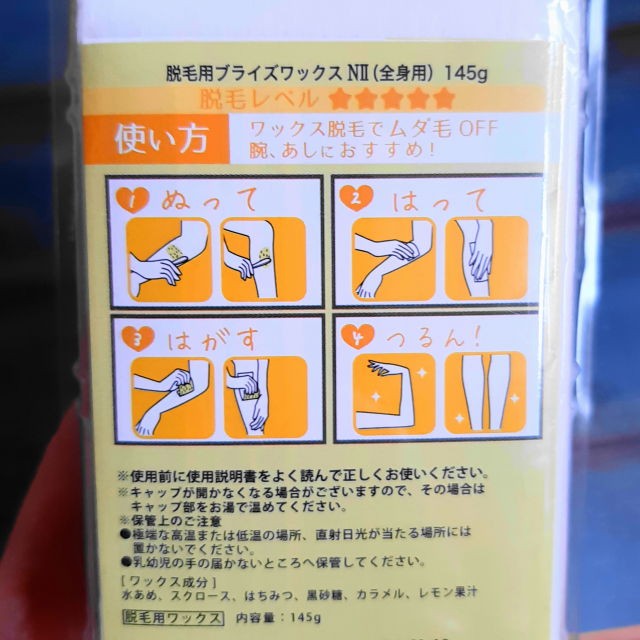 脱毛用ブライズワックス NⅡ(全身用) 145g
脱毛レベル ★★★★★
使い方
ワックス脱毛でムダ毛 OFF
腕、あしにおすすめ!
1 ぬって
2 はって
3 はがす
4 つるん!
※使用前に使用説明書をよく読んで正しくお使いください。
※キャップが開かなくなる場合がございますので、その場合は
キャップ部をお湯で温めてください。
※保管上のご注意
●極端な高温または低温の場所、直射日光が当たる場所には
置かないでください。
●乳幼児の手の届かないところへ保管してください。
[ワックス成分]
水あめ、スクロース、はちみつ、黒砂糖、カラメル、レモン果汁
脱毛用ワックス 内容量:145g